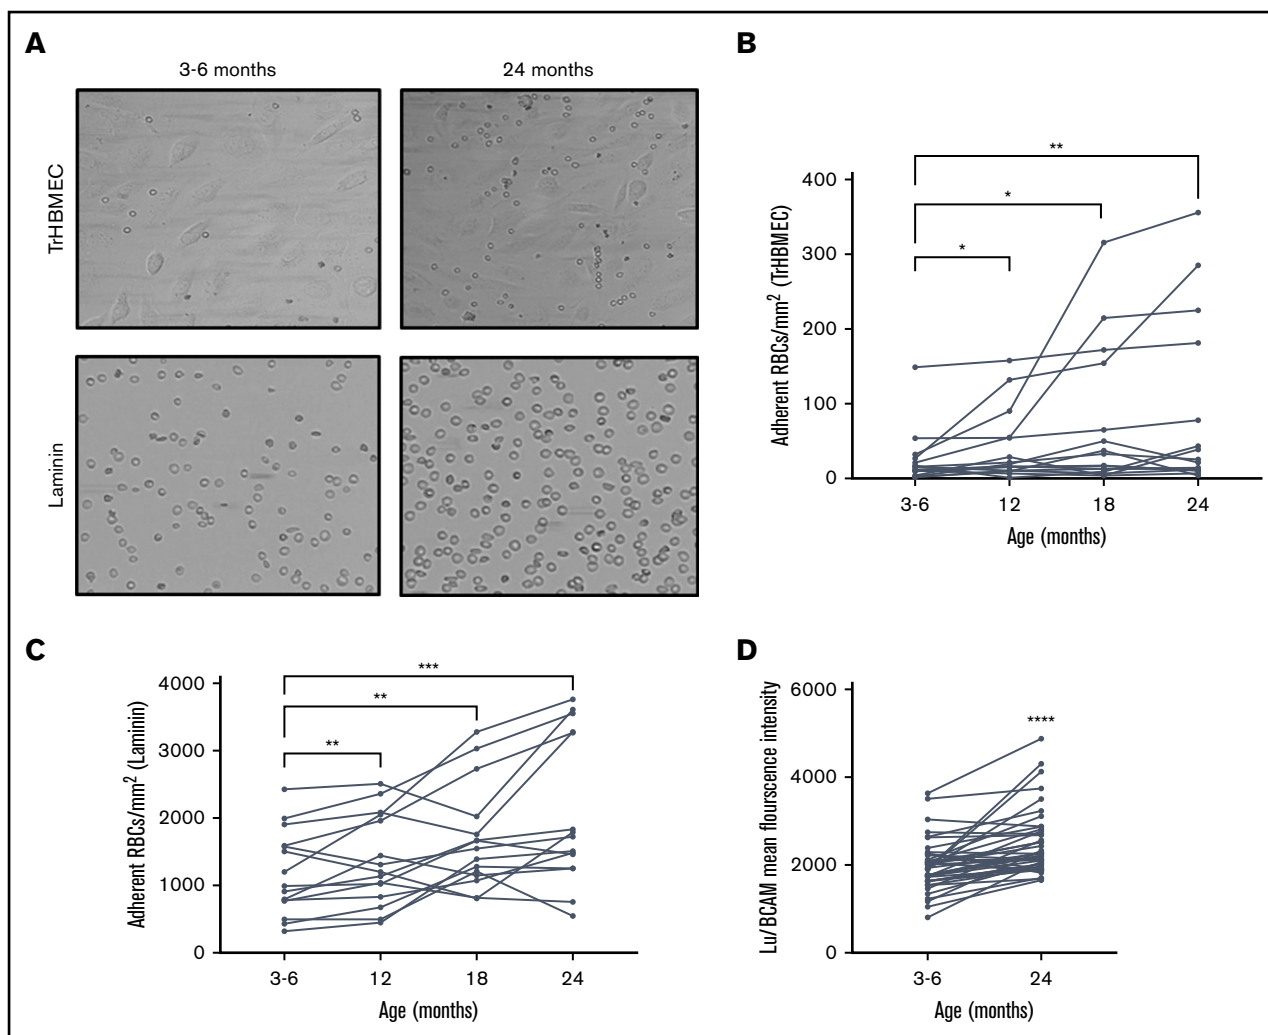 A
3-6 months
24 months
TrHBMEC
Laminin
B
**
*
*
400
300
200
100
0
Adherent RBCs/mm² (TrHBMEC)
3-6 12 18 24
Age (months)
C
***
**
**
4000
3000
2000
1000
0
Adherent RBCs/mm² (Laminin)
3-6 12 18 24
Age (months)
D
****
6000
4000
2000
0
Lu/BCAM mean flourscence intensity
3-6 24
Age (months)